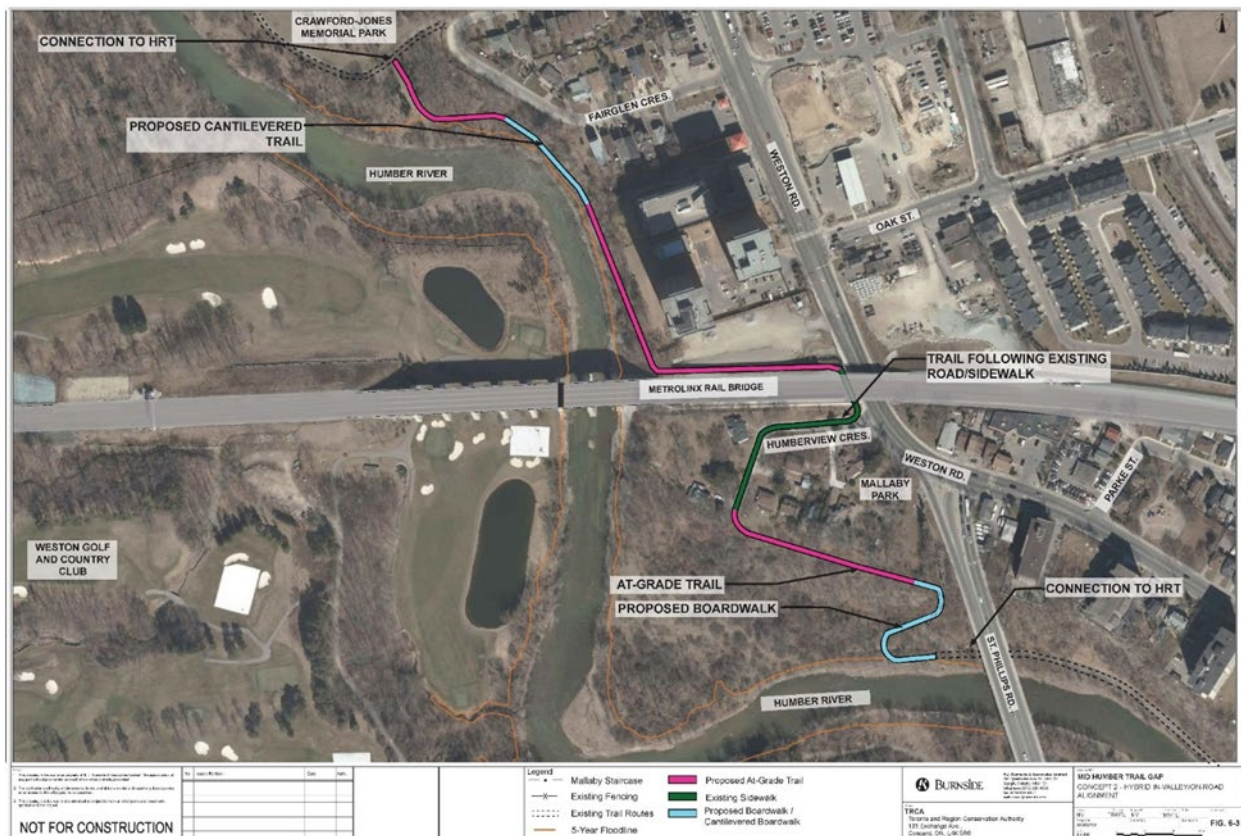 CRAWFORD-JONES
MEMORIAL PARK
CONNECTION TO HRT
FAIRGLEN CRES.
PROPOSED CANTILEVERED
TRAIL
HUMBER RIVER
WESTON RD.
OAK ST.
TRAIL FOLLOWING EXISTING
ROAD/SIDEWALK
METROLINX RAIL BRIDGE
HUMBERVIEW CRES.
WESTON RD.
PARKE ST.
MALLABY
PARK
WESTON GOLF
AND COUNTRY
CLUB
AT-GRADE TRAIL
CONNECTION TO HRT
PROPOSED BOARDWALK
ST. PHILLIPS RD.
HUMBER RIVER
NOT FOR CONSTRUCTION
Legend
Mallaby Staircase
Existing Fencing
Existing Trail Routes
5-Year Floodline
Proposed At-Grade Trail
Existing Sidewalk
Proposed Boardwalk /
Cantilevered Boardwalk
BURNSIDE
TRCA
Toronto and Region Conservation Authority
MID HUMBER TRAIL GAP
CONCEPT 2 - HYBRID IN-VALLEY/ON-ROAD
ALIGNMENT
FIG. 6-3